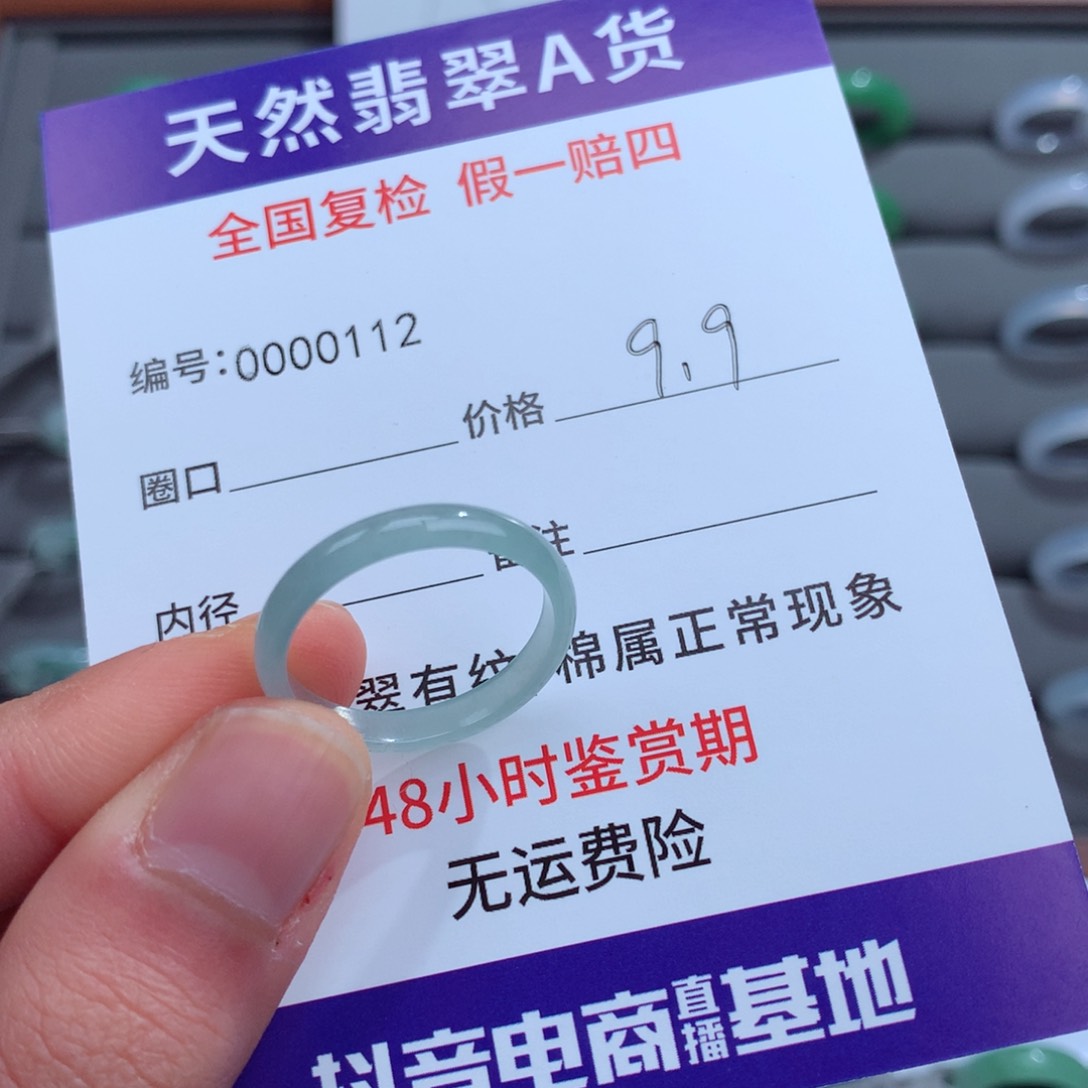 天然翡翠A货
全国复检 假一赔四
编号:0000112
圈口 价格 9.9
内径 备注
翠有纹 棉属正常现象
48小时鉴赏期
无运费险
抖音电商直播基地